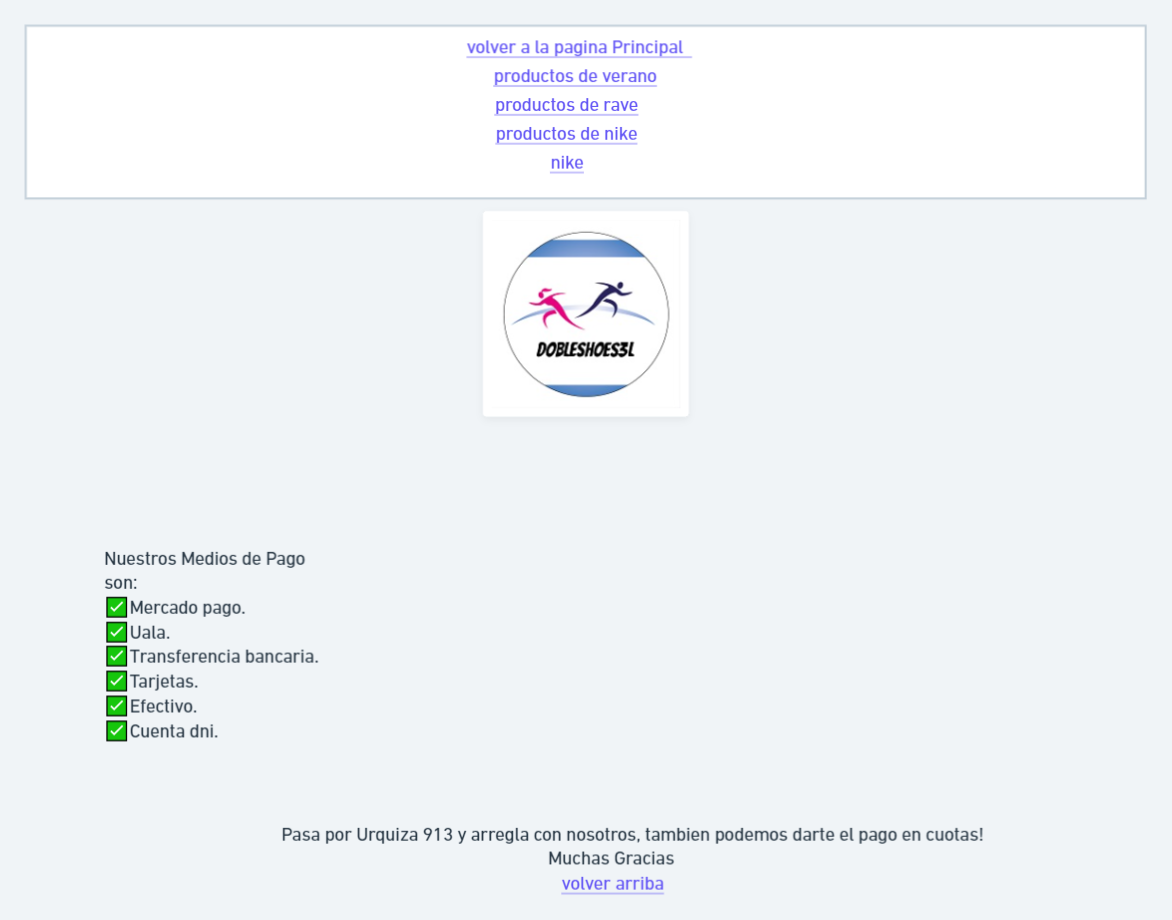 volver a la pagina Principal
productos de verano
productos de rave
productos de nike
nike
DOBLESHOES3L
Nuestros Medios de Pago
son:
✅Mercado pago.
✅Uala.
✅Transferencia bancaria.
✅Tarjetas.
✅Efectivo.
✅Cuenta dni.
Pasa por Urquiza 913 y arregla con nosotros, tambien podemos darte el pago en cuotas!
Muchas Gracias
volver arriba